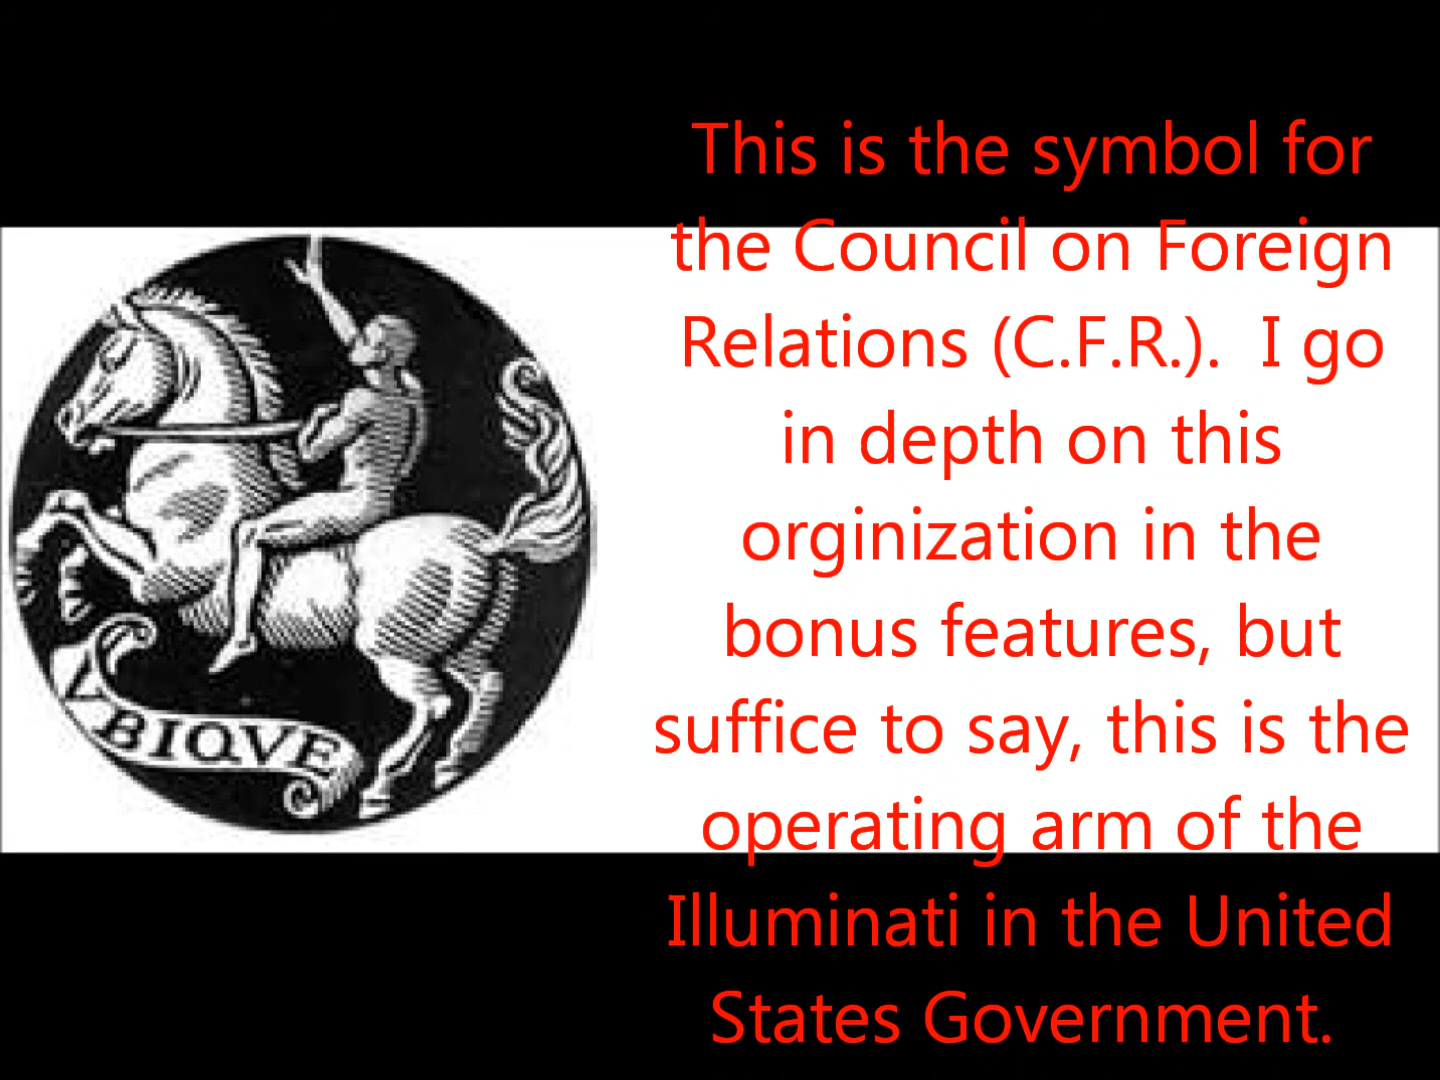 This is the symbol for
the Council on Foreign
Relations (C.F.R.).  I go
in depth on this
orginization in the
bonus features, but
suffice to say, this is the
operating arm of the
Illuminati in the United
States Government.
VBIQVE